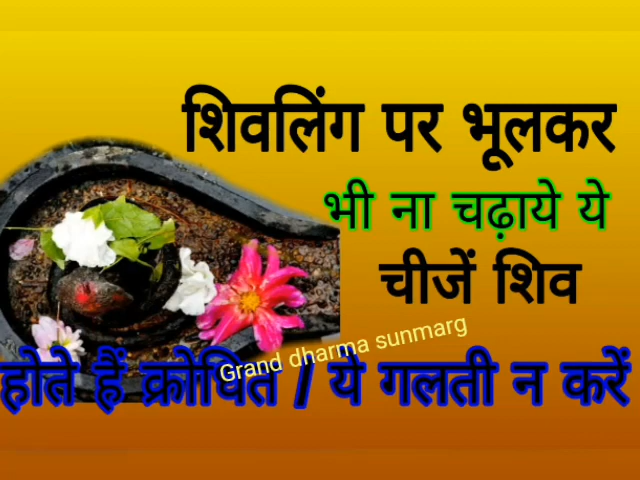 शिवलिंग पर भूलकर
भी ना चढ़ाये ये
चीजें शिव
Grand dharma sunmarg
होते हैं क्रोधित / ये गलती न करें